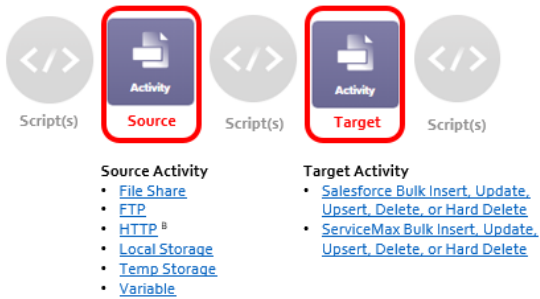 </>
Activity
</>
Activity
</>
Script(s)
Source
Script(s)
Target
Script(s)
Source Activity
• File Share
• FTP
• HTTP B
• Local Storage
• Temp Storage
• Variable
Target Activity
• Salesforce Bulk Insert, Update,
Upsert, Delete, or Hard Delete
• ServiceMax Bulk Insert, Update,
Upsert, Delete, or Hard Delete